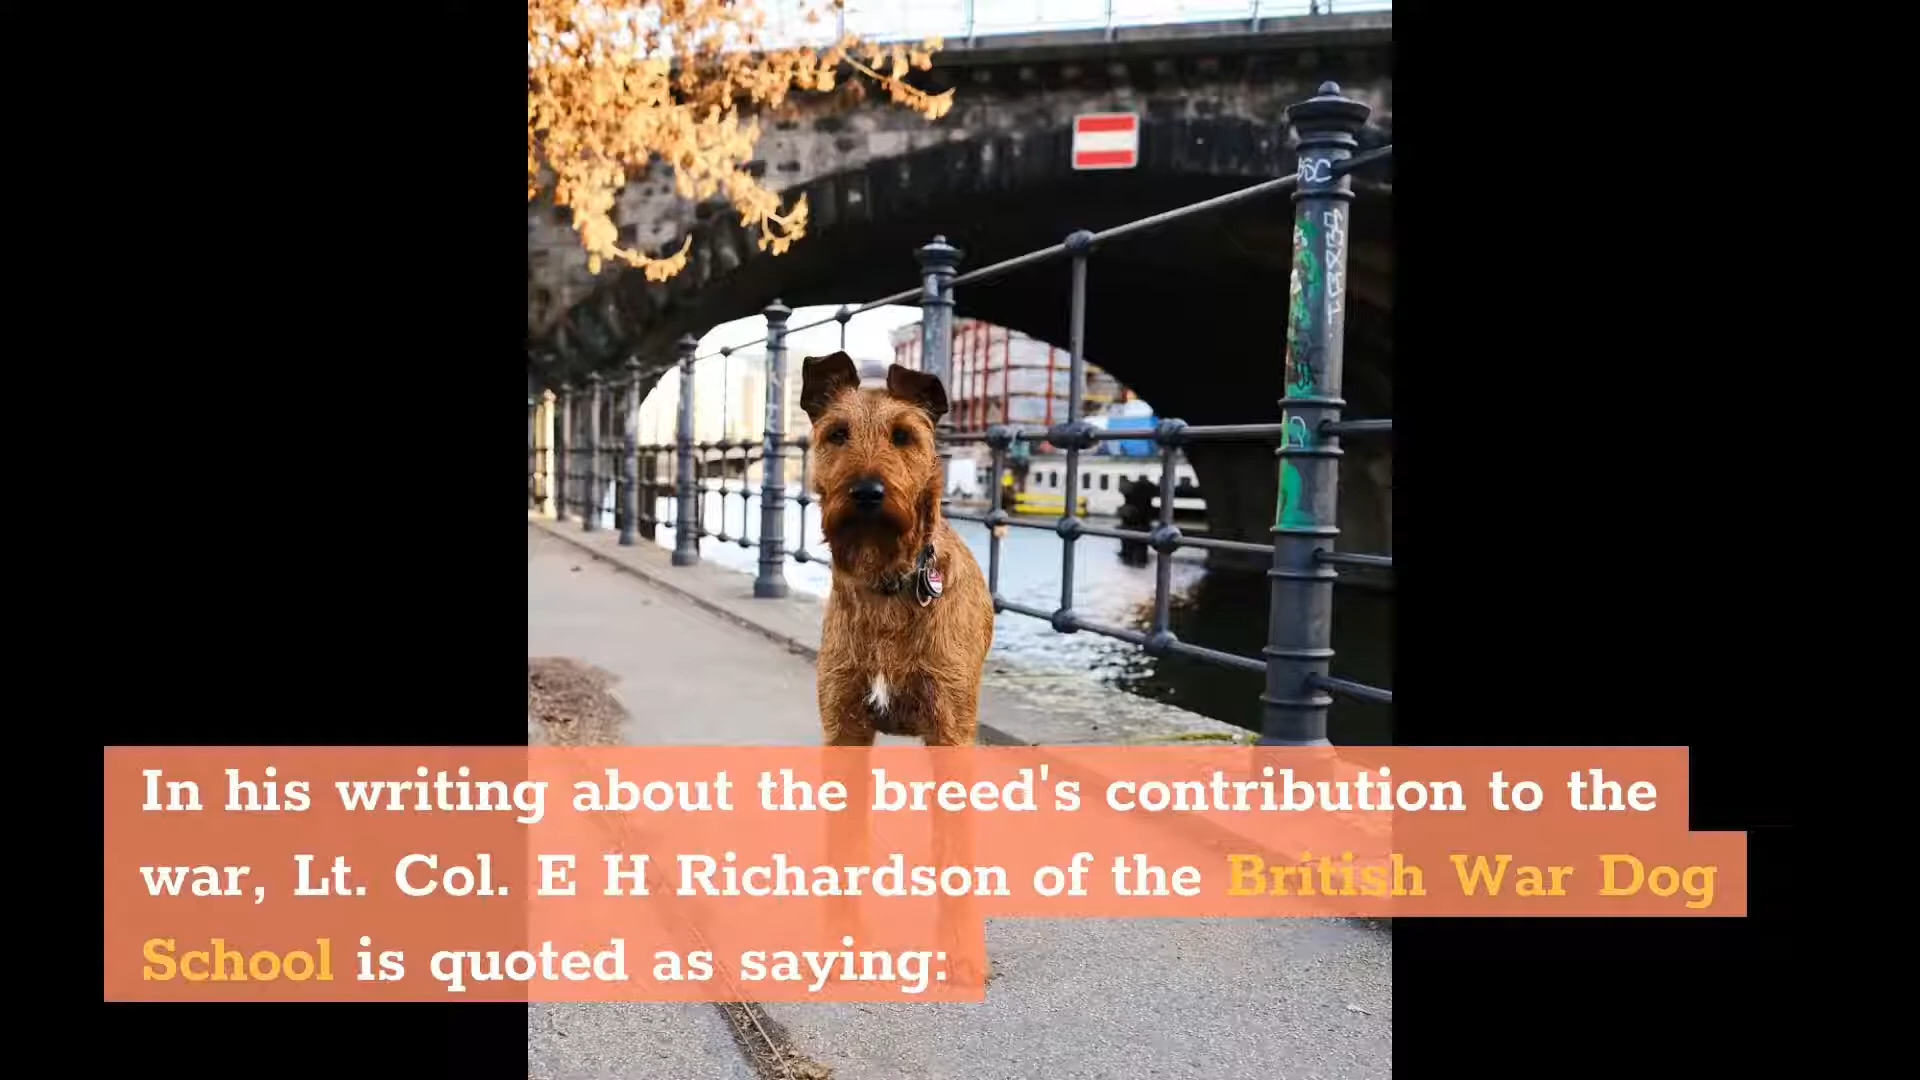 In his writing about the breed's contribution to the
war, Lt. Col. E H Richardson of the British War Dog
School is quoted as saying: